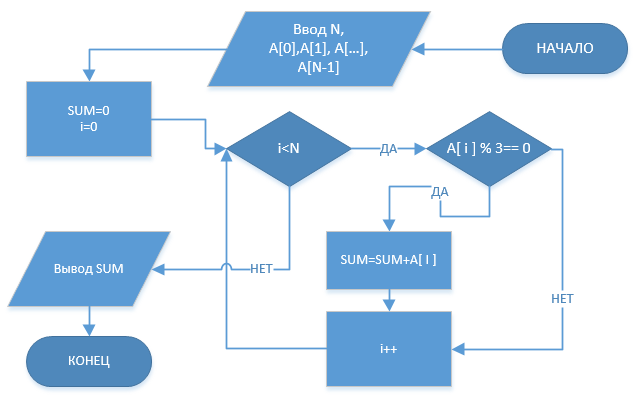 НАЧАЛО
Ввод N,
A[0],A[1], A[...],
A[N-1]
SUM=0
i=0
i<N
ДА
A[ i ] % 3== 0
ДА
SUM=SUM+A[ I ]
НЕТ
i++
НЕТ
Вывод SUM
КОНЕЦ